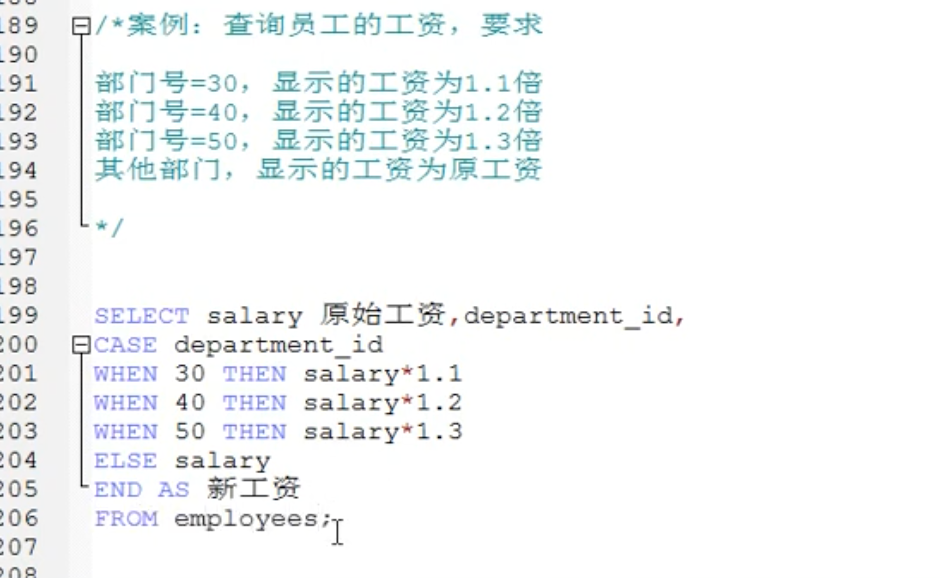 189 /*案例：查询员工的工资，要求
190
191 部门号=30，显示的工资为1.1倍
192 部门号=40，显示的工资为1.2倍
193 部门号=50，显示的工资为1.3倍
194 其他部门，显示的工资为原工资
195
196 */
197
198
199 SELECT salary 原始工资,department_id,
200 CASE department_id
201 WHEN 30 THEN salary*1.1
202 WHEN 40 THEN salary*1.2
203 WHEN 50 THEN salary*1.3
204 ELSE salary
205 END AS 新工资
206 FROM employees;
207
208